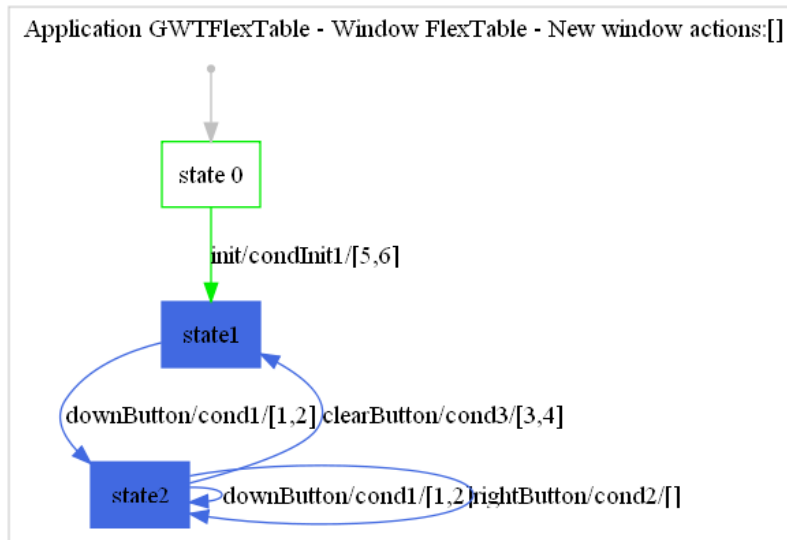 Application GWTFlexTable - Window FlexTable - New window actions:[]
state 0
init/condInit1/[5,6]
state1
downButton/cond1/[1,2]
clearButton/cond3/[3,4]
state2
downButton/cond1/[1,2]
rightButton/cond2/[]